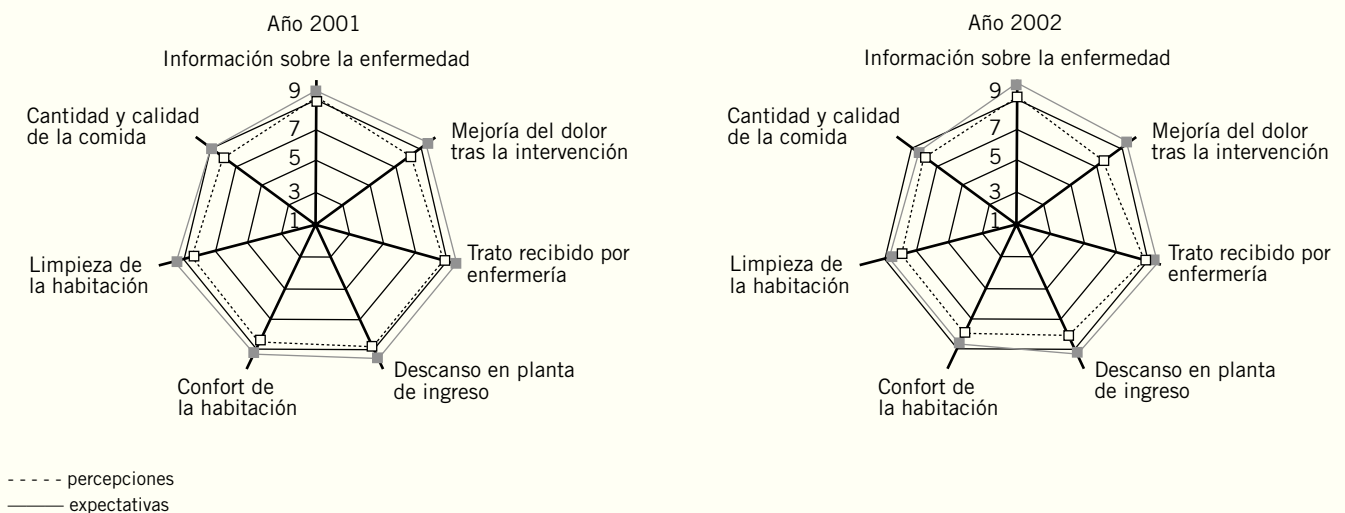 Año 2001
Información sobre la enfermedad
9
7
5
3
1
Mejoría del dolor
tras la intervención
Trato recibido por
enfermería
Descanso en planta
de ingreso
Confort de
la habitación
Limpieza de
la habitación
Cantidad y calidad
de la comida
Año 2002
Información sobre la enfermedad
9
7
5
3
1
Mejoría del dolor
tras la intervención
Trato recibido por
enfermería
Descanso en planta
de ingreso
Confort de
la habitación
Limpieza de
la habitación
Cantidad y calidad
de la comida
percepciones
expectativas